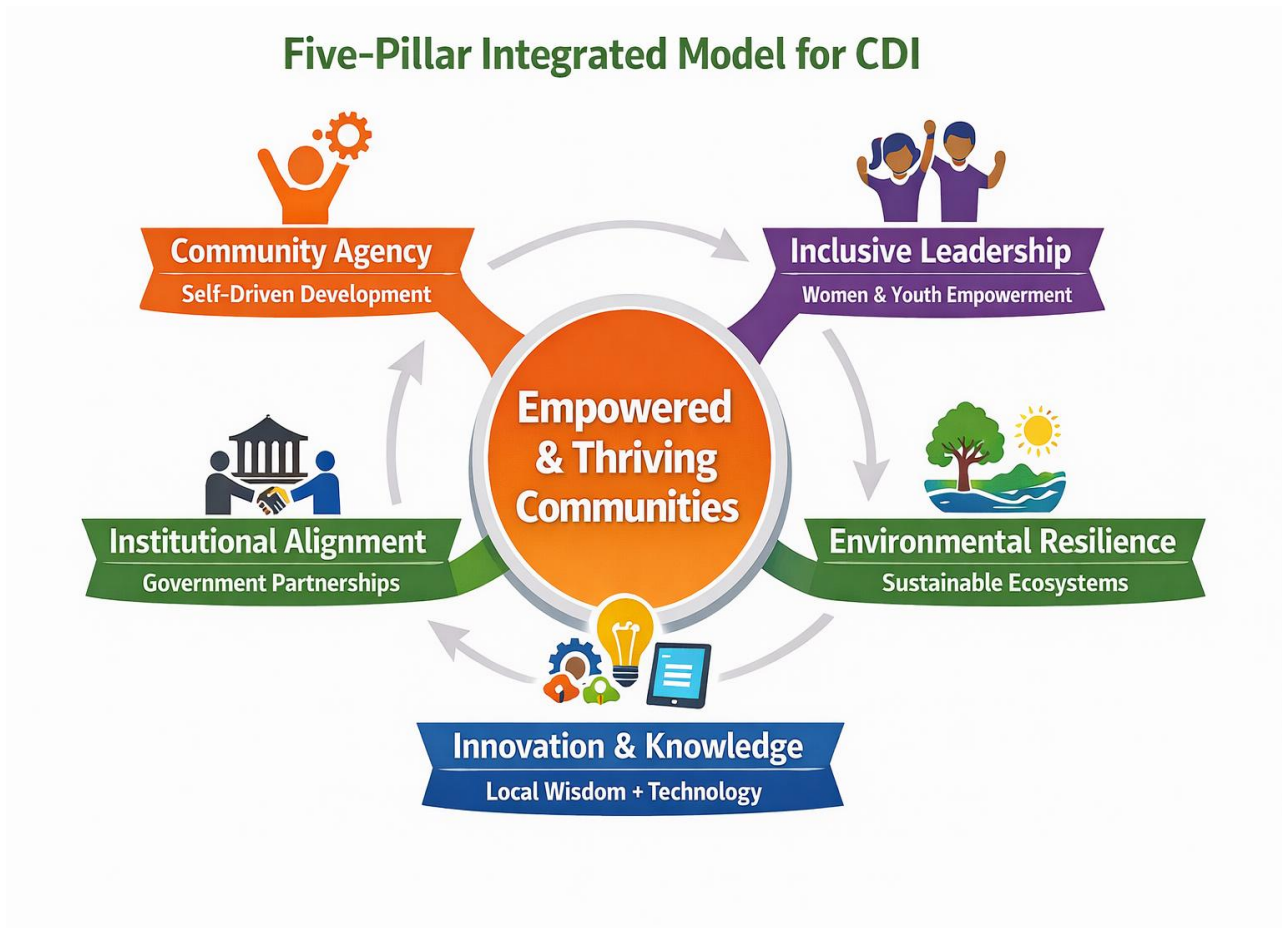 Five-Pillar Integrated Model for CDI
Community Agency
Self-Driven Development
Inclusive Leadership
Women & Youth Empowerment
Empowered
& Thriving
Communities
Institutional Alignment
Government Partnerships
Environmental Resilience
Sustainable Ecosystems
Innovation & Knowledge
Local Wisdom + Technology